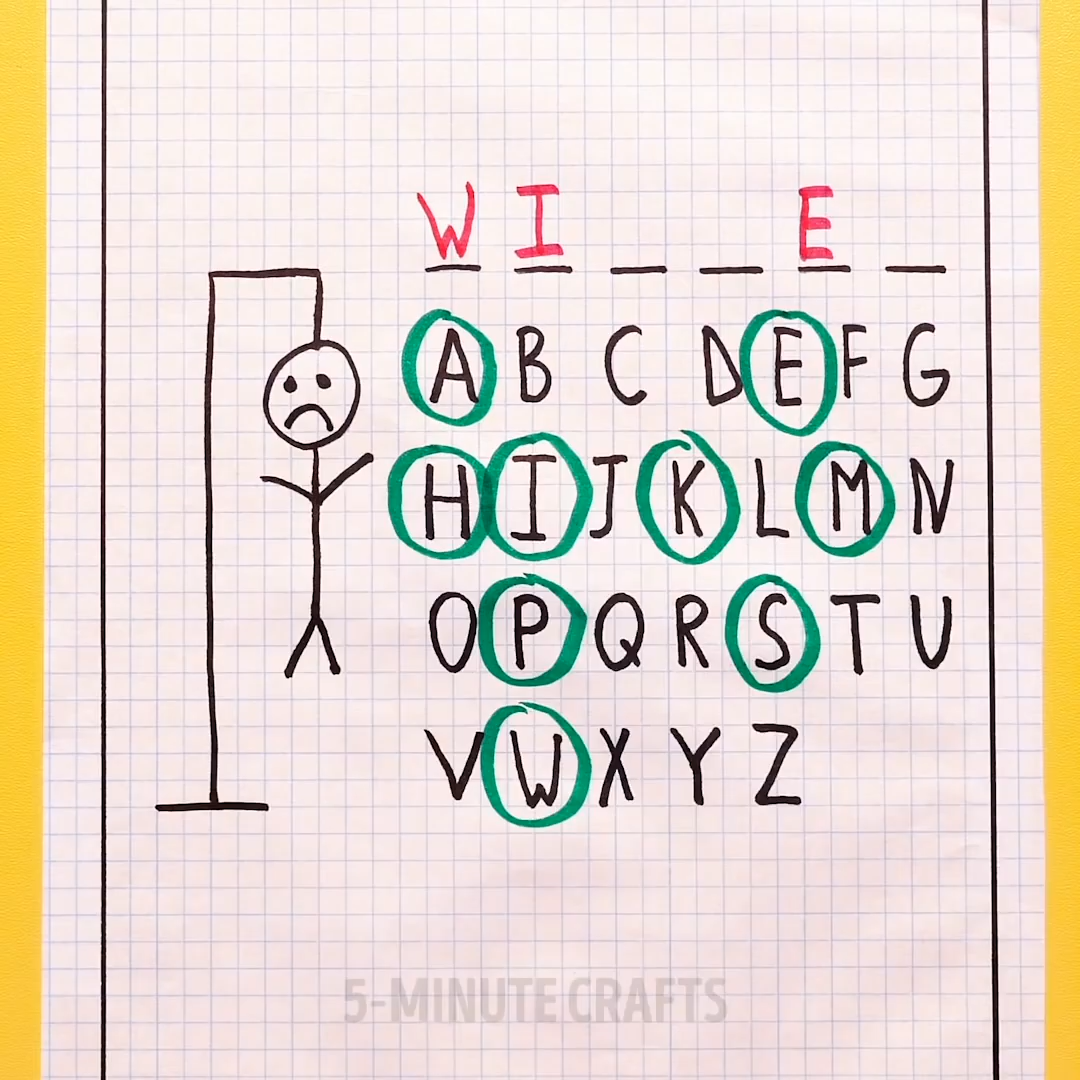 W I _ _ E _
A B C D E F G
H I J K L M N
O P Q R S T U
V W X Y Z
5-MINUTE CRAFTS